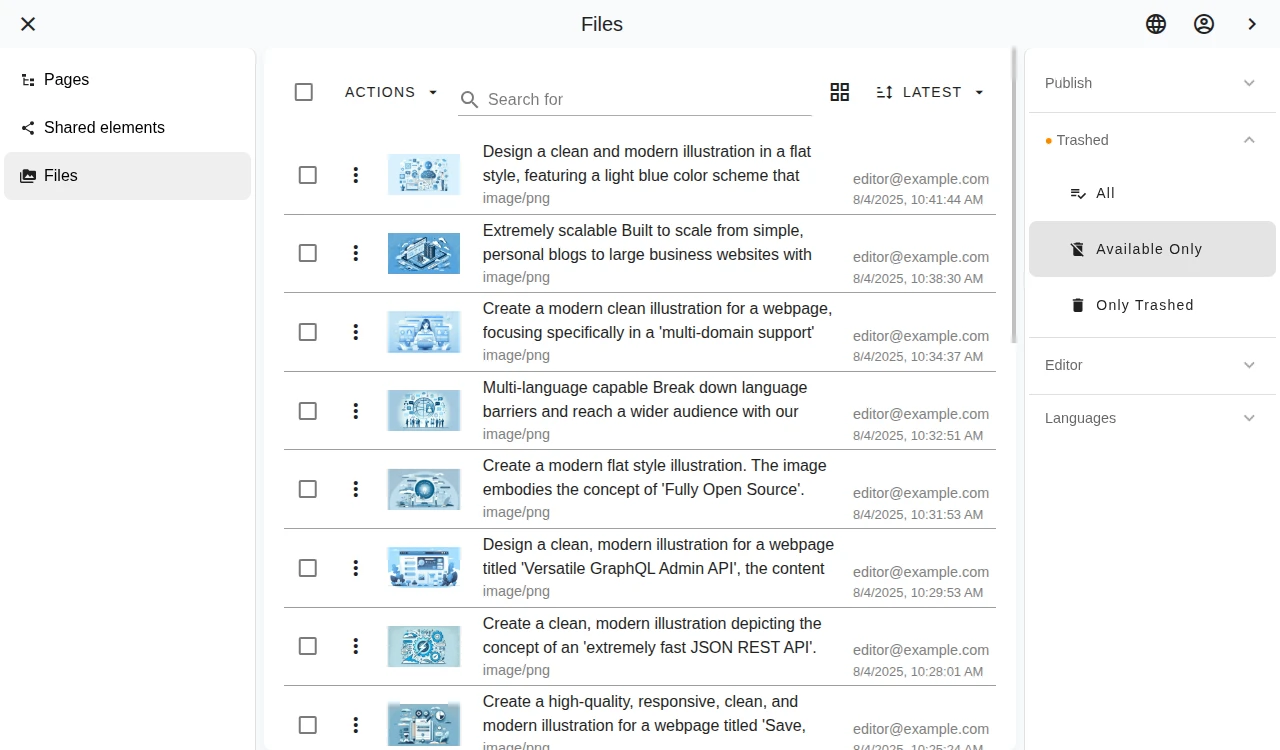 Files
Pages
Shared elements
Files
ACTIONS
Search for
LATEST
Design a clean and modern illustration in a flat
style, featuring a light blue color scheme that
image/png
editor@example.com
8/4/2025, 10:41:44 AM
Extremely scalable Built to scale from simple,
personal blogs to large business websites with
image/png
editor@example.com
8/4/2025, 10:38:30 AM
Create a modern clean illustration for a webpage,
focusing specifically in a 'multi-domain support'
image/png
editor@example.com
8/4/2025, 10:34:37 AM
Multi-language capable Break down language
barriers and reach a wider audience with our
image/png
editor@example.com
8/4/2025, 10:32:51 AM
Create a modern flat style illustration. The image
embodies the concept of 'Fully Open Source'.
image/png
editor@example.com
8/4/2025, 10:31:53 AM
Design a clean, modern illustration for a webpage
titled 'Versatile GraphQL Admin API', the content
image/png
editor@example.com
8/4/2025, 10:29:53 AM
Create a clean, modern illustration depicting the
concept of an 'extremely fast JSON REST API'.
image/png
editor@example.com
8/4/2025, 10:28:01 AM
Create a high-quality, responsive, clean, and
modern illustration for a webpage titled 'Save,
image/png
editor@example.com
8/4/2025, 10:25:24 AM
Publish
Trashed
All
Available Only
Only Trashed
Editor
Languages